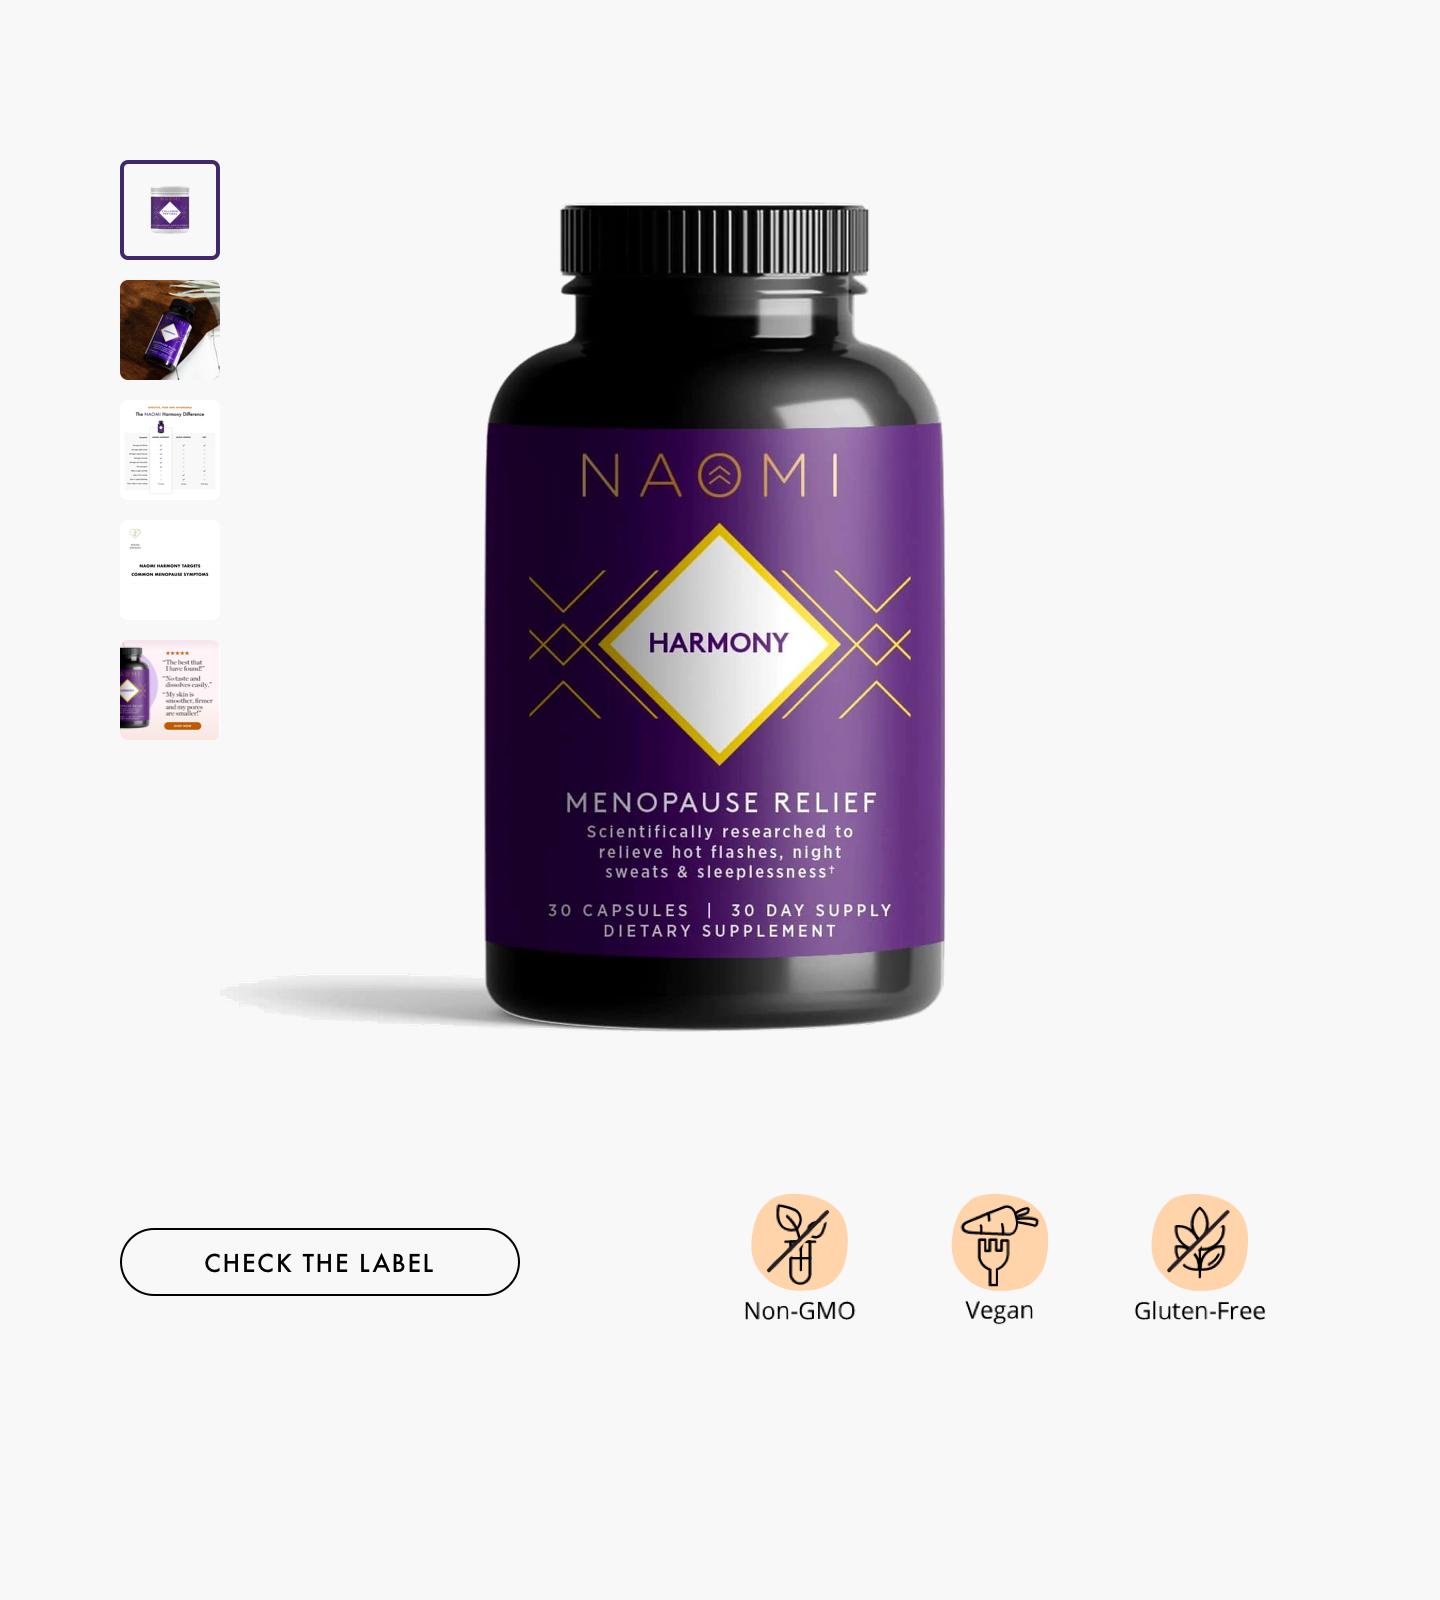 The NAOMI Harmony Difference
NAOMI HARMONY TARGETS
COMMON MENOPAUSE SYMPTOMS
★★★★★
“The best that
I have found!”
“No taste and
dissolves easily.”
“My skin is
smoother, firmer
and my pores
are smaller!”
SHOP NOW
NAOMI
HARMONY
MENOPAUSE RELIEF
Scientifically researched to
relieve hot flashes, night
sweats & sleeplessness†
30 CAPSULES | 30 DAY SUPPLY
DIETARY SUPPLEMENT
CHECK THE LABEL
Non-GMO
Vegan
Gluten-Free